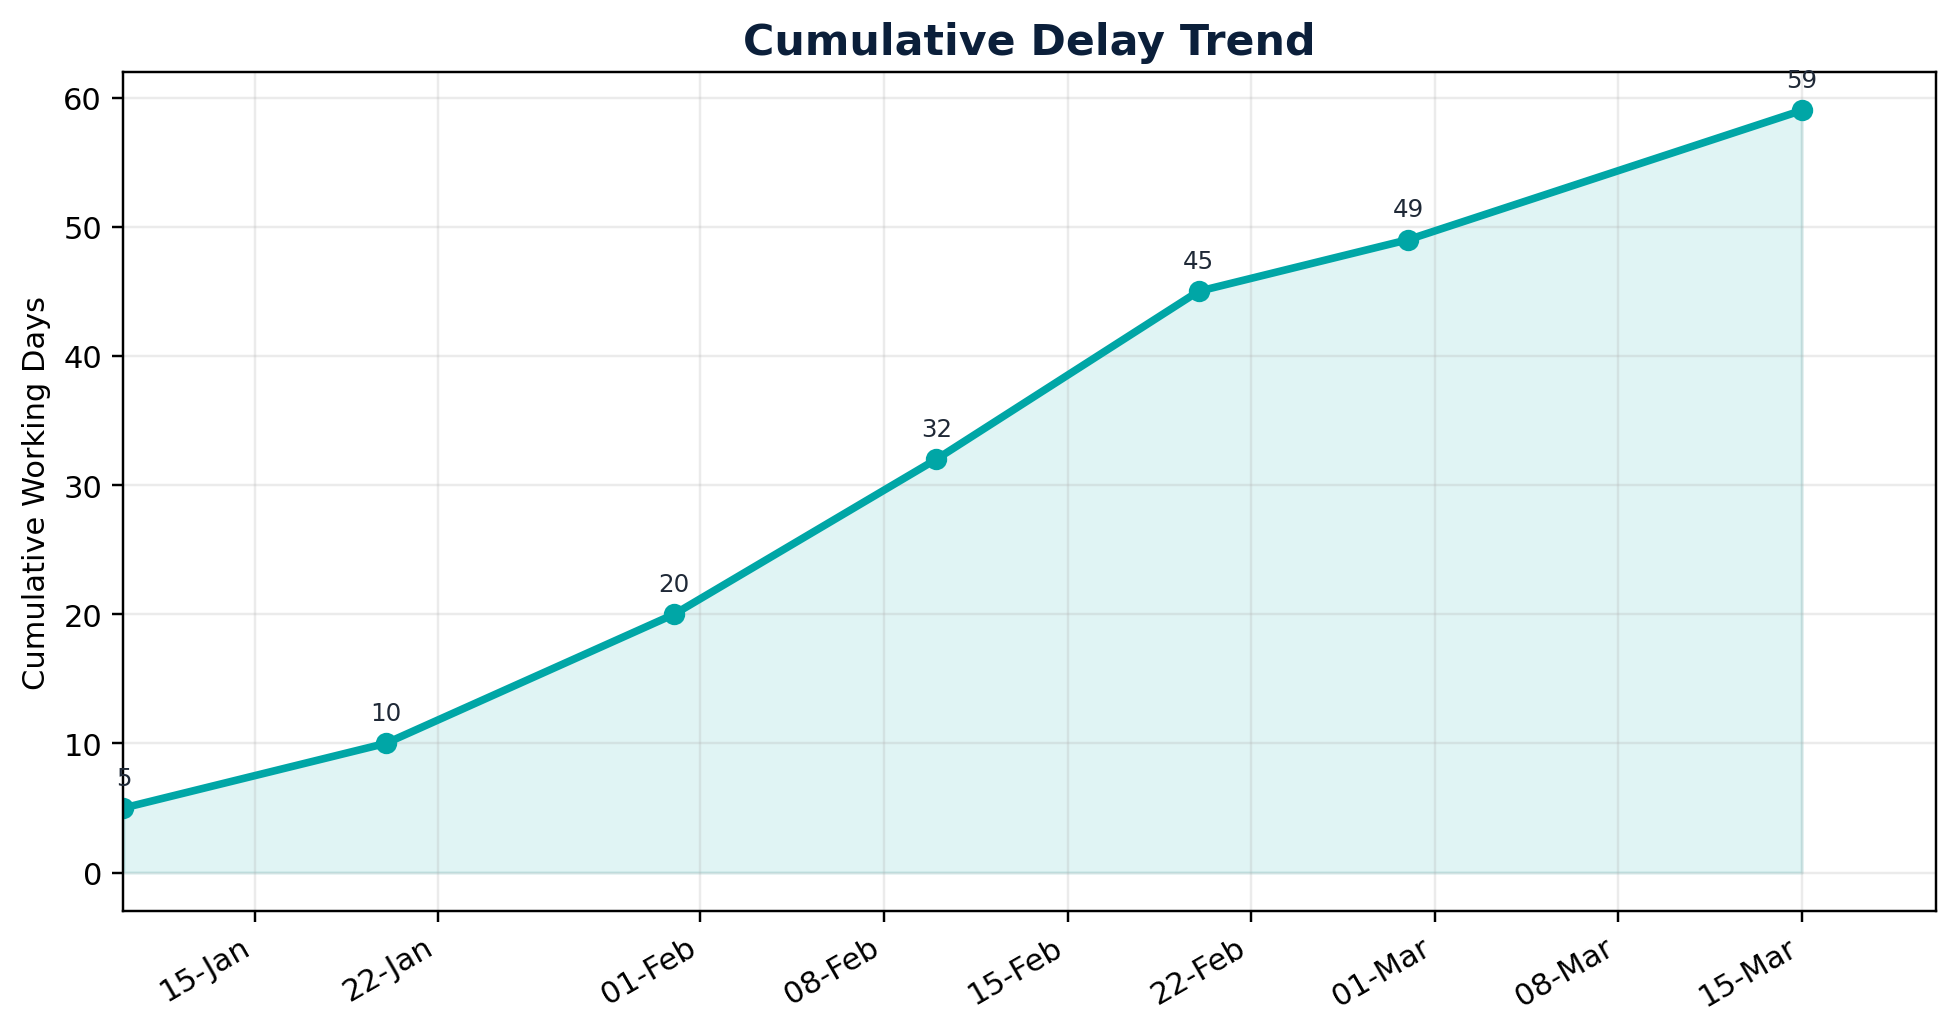 Cumulative Delay Trend
Cumulative Working Days
60
50
40
30
20
10
0
5
10
20
32
45
49
59
15-Jan
22-Jan
01-Feb
08-Feb
15-Feb
22-Feb
01-Mar
08-Mar
15-Mar